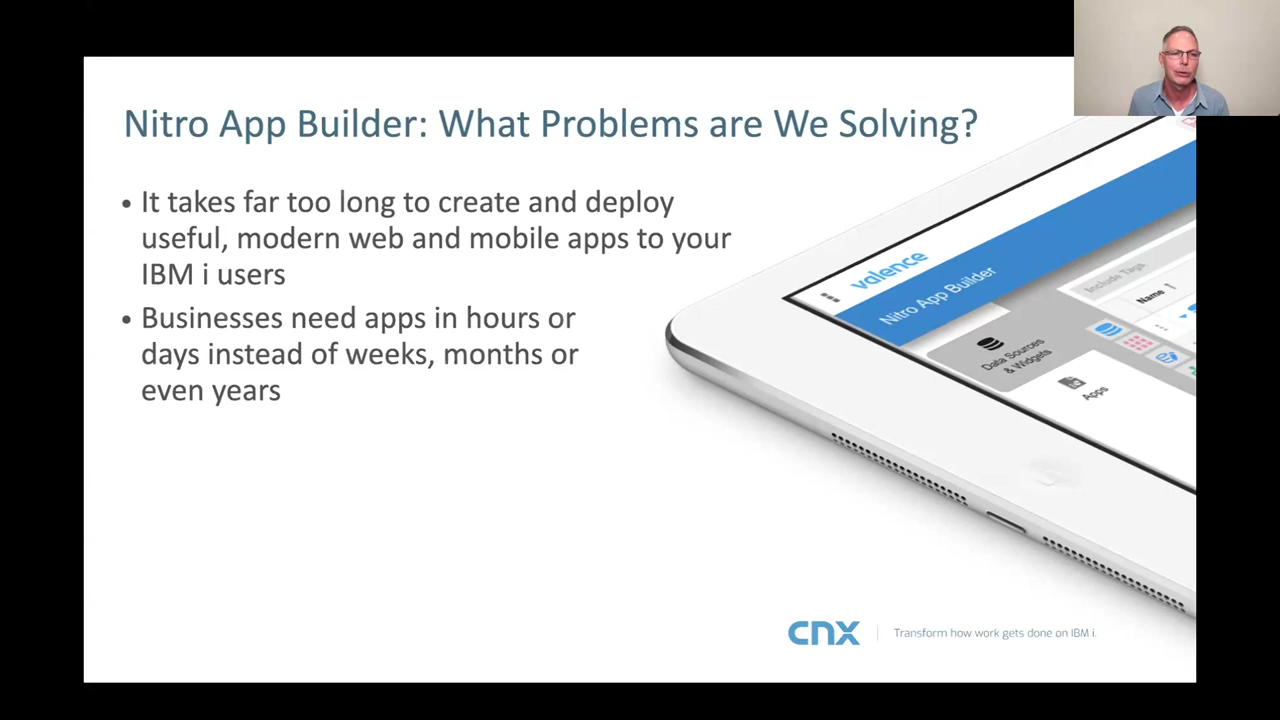 Nitro App Builder: What Problems are We Solving?
• It takes far too long to create and deploy
useful, modern web and mobile apps to your
IBM i users
• Businesses need apps in hours or
days instead of weeks, months or
even years
valence
Nitro App Builder
Include Tags
Name
Data Sources
& Widgets
Apps
cnx
Transform how work gets done on IBM i.